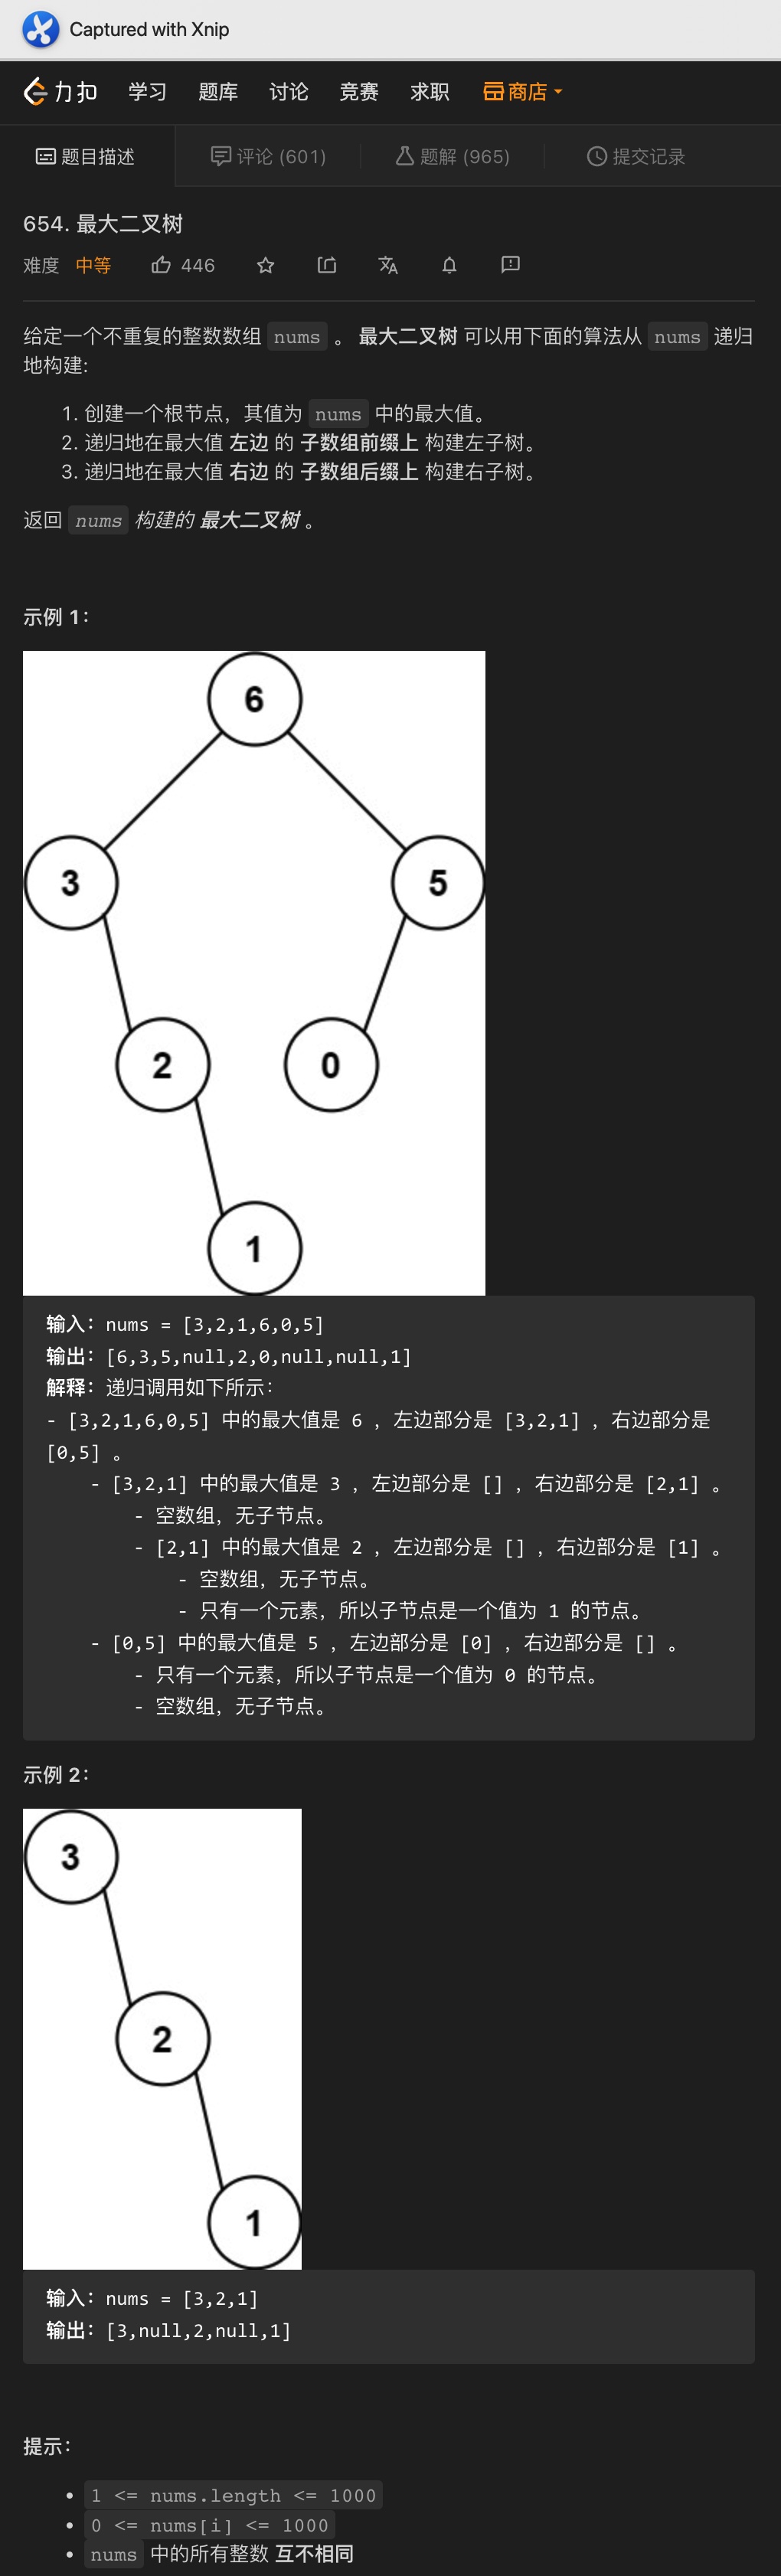 Captured with Xnip
力扣 学习 题库 讨论 竞赛 求职 商店
题目描述 评论 (601) 题解 (965) 提交记录
654. 最大二叉树
难度 中等 446
给定一个不重复的整数数组 nums 。 最大二叉树 可以用下面的算法从 nums 递归
地构建:
1. 创建一个根节点，其值为 nums 中的最大值。
2. 递归地在最大值 左边 的 子数组前缀上 构建左子树。
3. 递归地在最大值 右边 的 子数组后缀上 构建右子树。
返回 nums 构建的 最大二叉树 。
示例 1：
6
3 5
2 0
1
输入：nums = [3,2,1,6,0,5]
输出：[6,3,5,null,2,0,null,null,1]
解释：递归调用如下所示：
- [3,2,1,6,0,5] 中的最大值是 6 ，左边部分是 [3,2,1] ，右边部分是
[0,5] 。
- [3,2,1] 中的最大值是 3 ，左边部分是 [] ，右边部分是 [2,1] 。
- 空数组，无子节点。
- [2,1] 中的最大值是 2 ，左边部分是 [] ，右边部分是 [1] 。
- 空数组，无子节点。
- 只有一个元素，所以子节点是一个值为 1 的节点。
- [0,5] 中的最大值是 5 ，左边部分是 [0] ，右边部分是 [] 。
- 只有一个元素，所以子节点是一个值为 0 的节点。
- 空数组，无子节点。
示例 2：
3
2
1
输入：nums = [3,2,1]
输出：[3,null,2,null,1]
提示：
• 1 <= nums.length <= 1000
• 0 <= nums[i] <= 1000
• nums 中的所有整数 互不相同